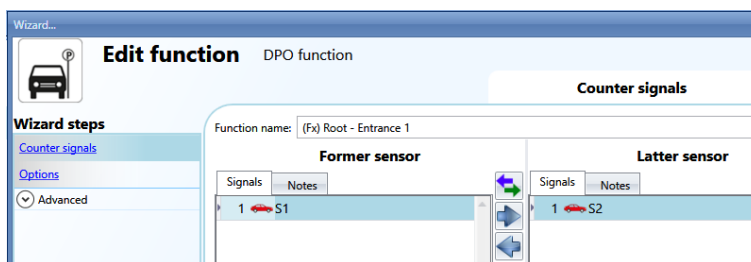 Wizard...
Edit function DPO function
Counter signals
Wizard steps
Counter signals
Options
Advanced
Function name: (Fx) Root - Entrance 1
Former sensor Latter sensor
Signals Notes Signals Notes
1 S1 1 S2